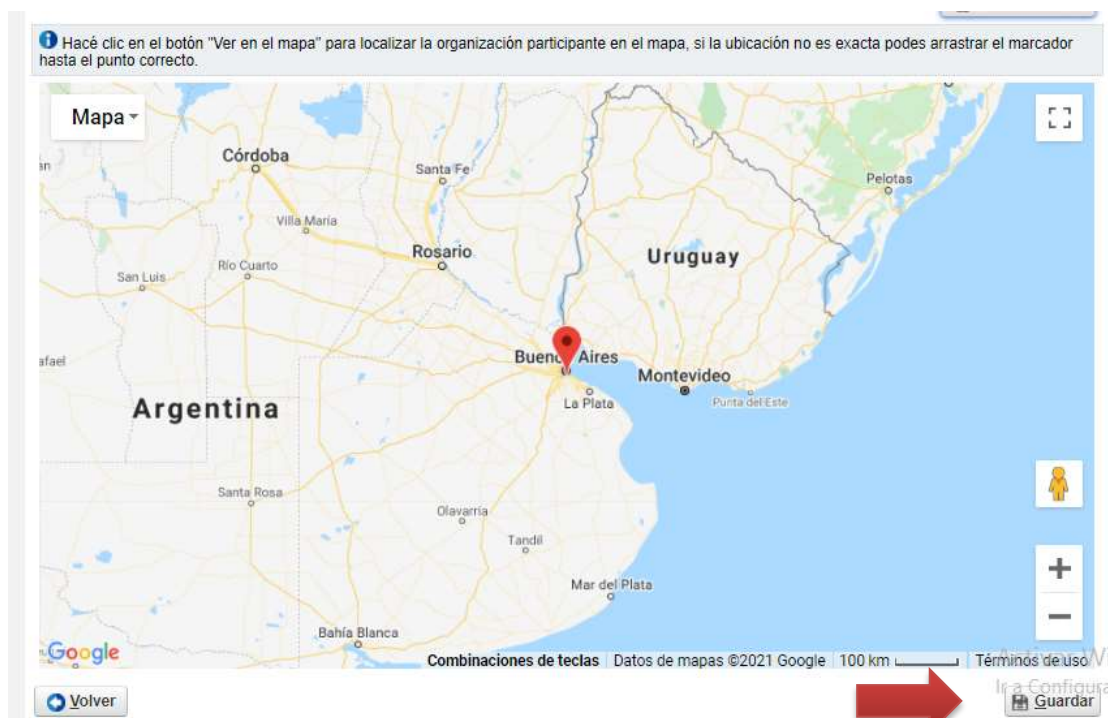 Hacé clic en el botón "Ver en el mapa" para localizar la organización participante en el mapa, si la ubicación no es exacta podes arrastrar el marcador
hasta el punto correcto.
Mapa
Córdoba
Santa Fe
Pelotas
Villa María
Rosario
Uruguay
Río Cuarto
San Luis
afael
Buenos Aires
Montevideo
La Plata
Punta del Este
Argentina
Santa Rosa
Olavarría
Tandil
Mar del Plata
Bahía Blanca
Google
Combinaciones de teclas
Datos de mapas ©2021 Google
100 km
Términos de uso
Volver
Ir a Configura
Guardar